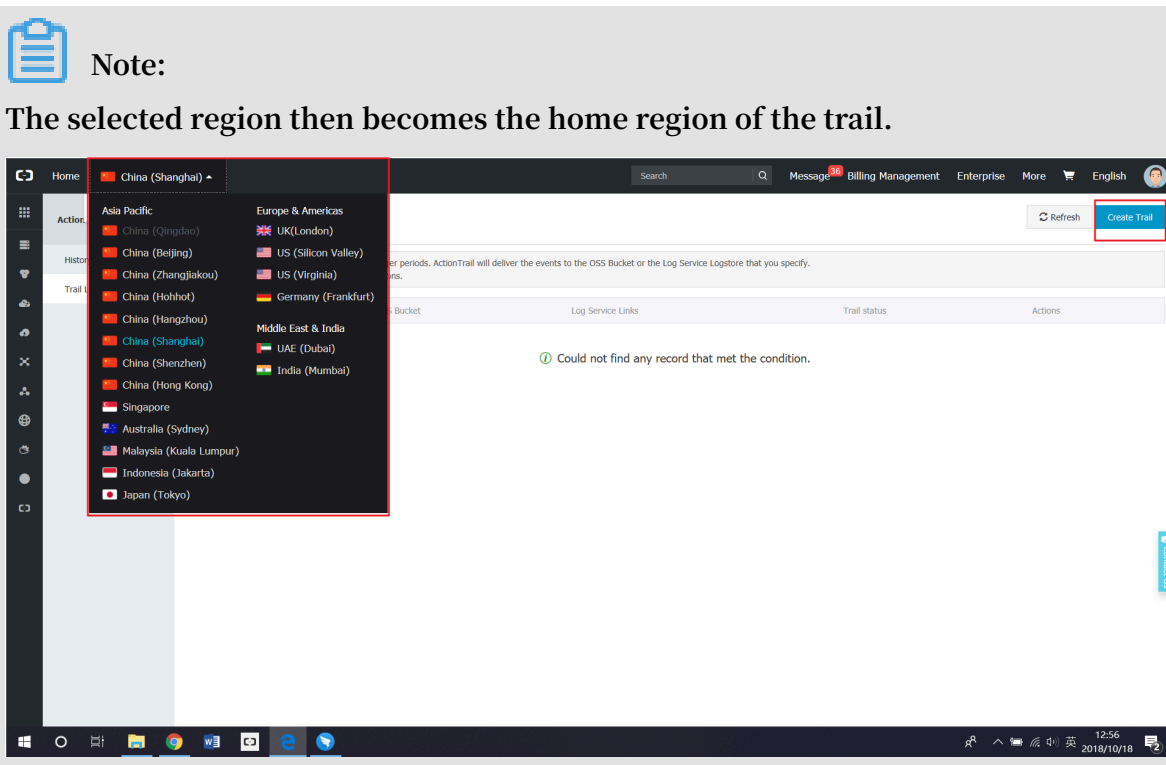 Note:
The selected region then becomes the home region of the trail.
Home China (Shanghai) Search Message 36 Billing Management Enterprise More English
Asia Pacific
China (Qingdao)
China (Beijing)
China (Zhangjiakou)
China (Hohhot)
China (Hangzhou)
China (Shanghai)
China (Shenzhen)
China (Hong Kong)
Singapore
Australia (Sydney)
Malaysia (Kuala Lumpur)
Indonesia (Jakarta)
Japan (Tokyo)
Europe & Americas
UK(London)
US (Silicon Valley)
US (Virginia)
Germany (Frankfurt)
Middle East & India
UAE (Dubai)
India (Mumbai)
Action
Histor
Trail L
Refresh Create Trail
er periods. ActionTrail will deliver the events to the OSS Bucket or the Log Service Logstore that you specify.
ons.
Bucket Log Service Links Trail status Actions
Could not find any record that met the condition.
英 12:56
2018/10/18
2